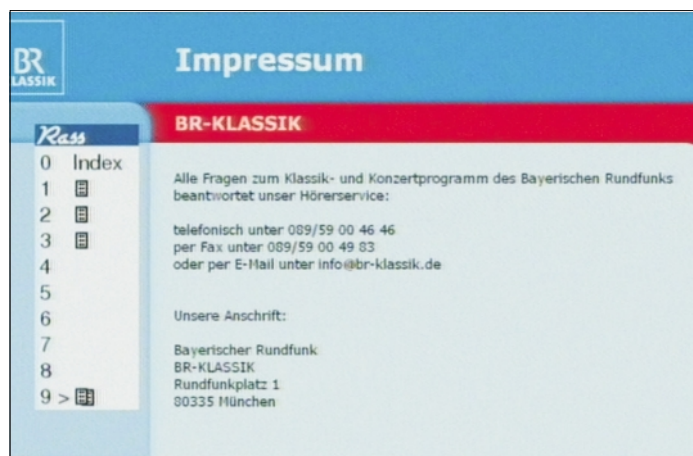 BR
KLASSIK
Impressum
BR-KLASSIK
Rass
0 Index
1
2
3
4
5
6
7
8
9 >
Alle Fragen zum Klassik- und Konzertprogramm des Bayerischen Rundfunks
beantwortet unser Hörerservice:
telefonisch unter 089/59 00 46 46
per Fax unter 089/59 00 49 83
oder per E-Mail unter info@br-klassik.de
Unsere Anschrift:
Bayerischer Rundfunk
BR-KLASSIK
Rundfunkplatz 1
80335 München